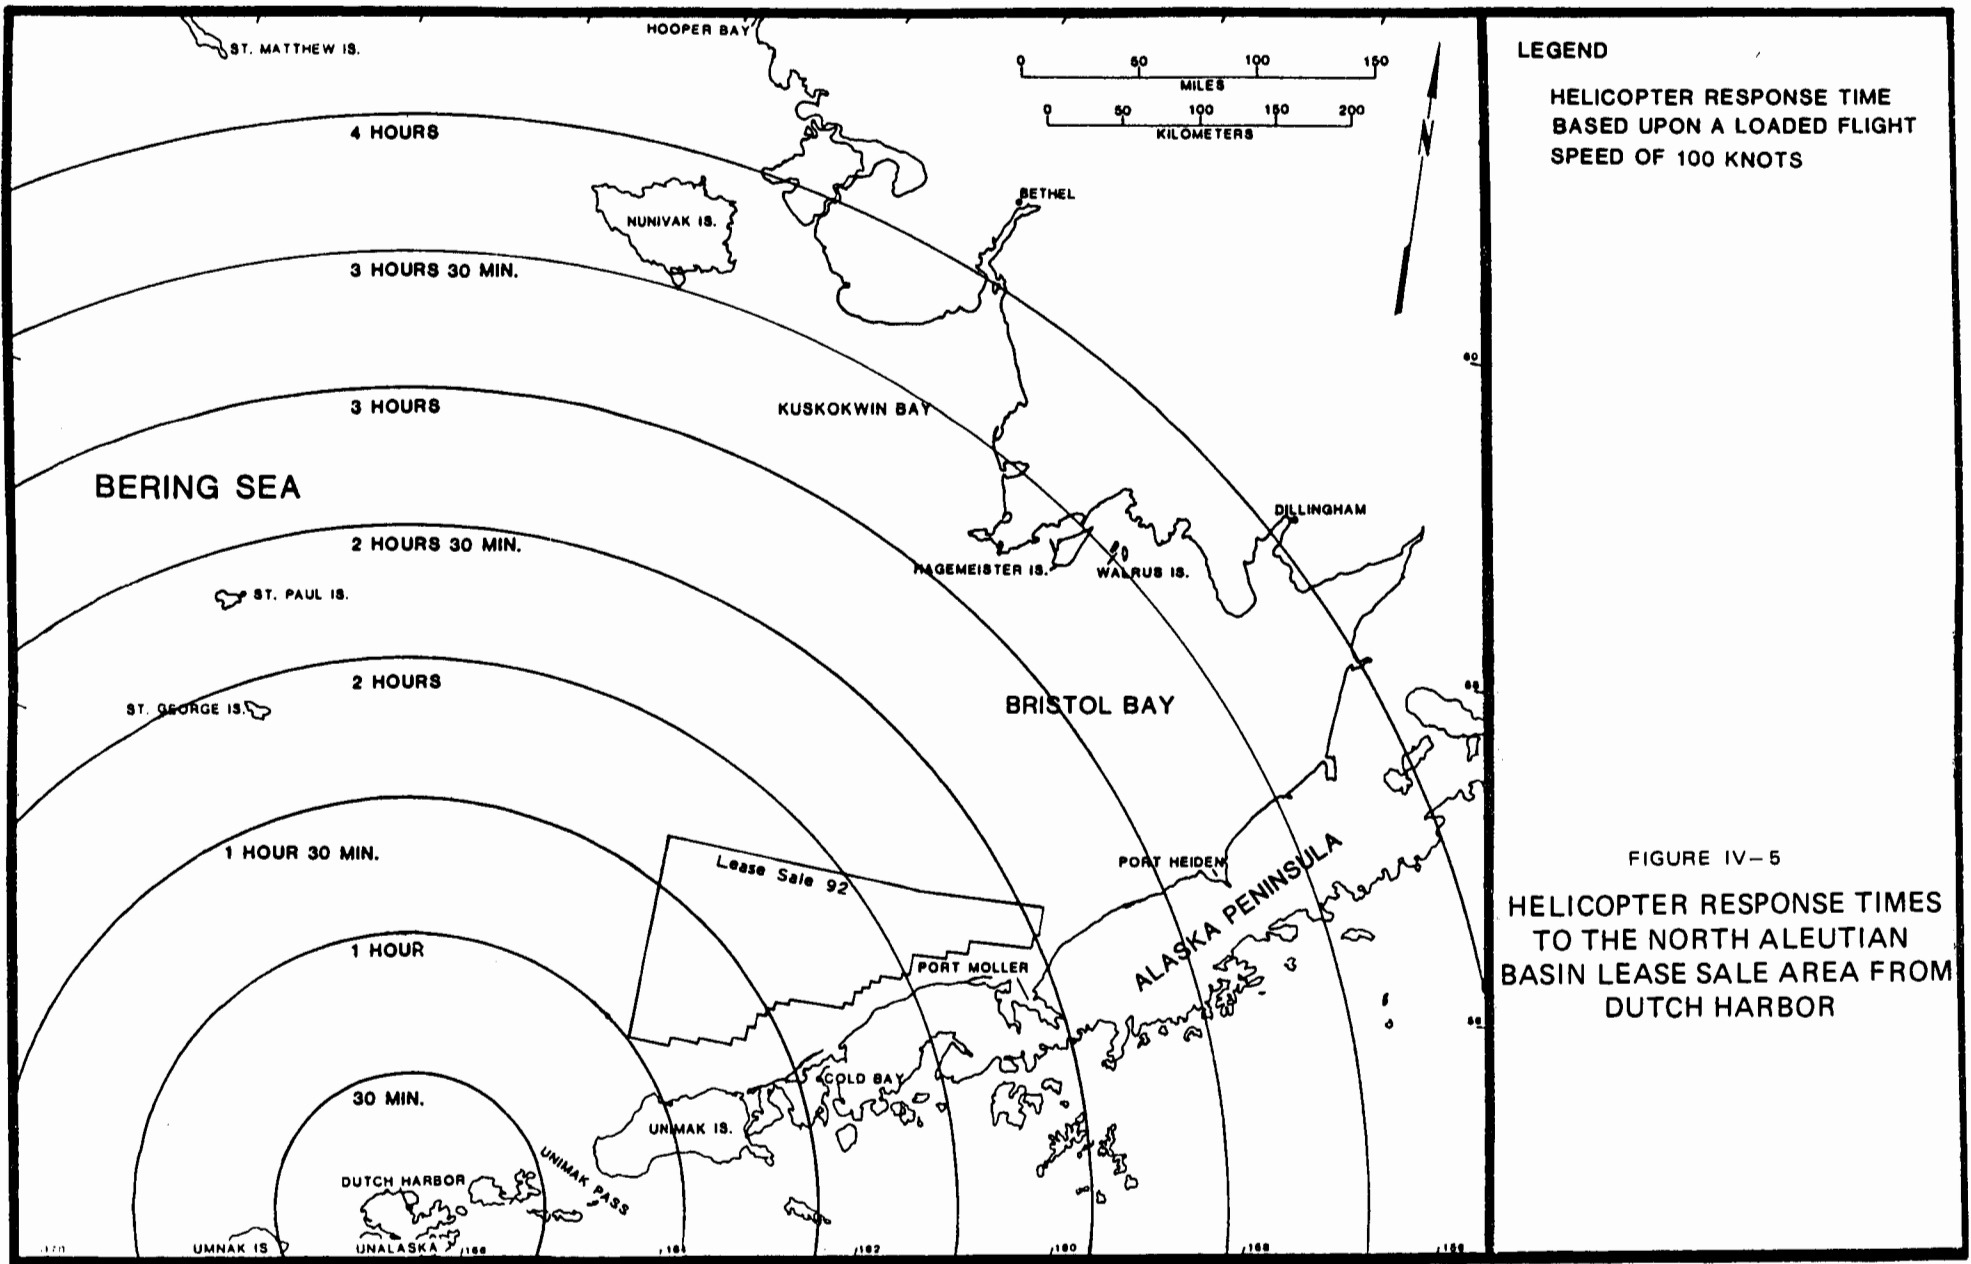 ST. MATTHEW IS.
HOOPER BAY
0 50 100 150
MILES
0 50 100 150 200
KILOMETERS
N
4 HOURS
BETHEL
NUNIVAK IS.
3 HOURS 30 MIN.
60
3 HOURS
KUSKOKWIN BAY
BERING SEA
DILLINGHAM
2 HOURS 30 MIN.
HAGEMEISTER IS.
WALRUS IS.
ST. PAUL IS.
2 HOURS
ST. GEORGE IS.
BRISTOL BAY
1 HOUR 30 MIN.
Lease Sale 92
PORT HEIDEN
ALASKA PENINSULA
1 HOUR
PORT MOLLER
30 MIN.
COLD BAY
UNIMAK IS.
UNIMAK PASS
DUTCH HARBOR
UMNAK IS
UNALASKA
166
164
162
160
LEGEND
HELICOPTER RESPONSE TIME
BASED UPON A LOADED FLIGHT
SPEED OF 100 KNOTS
FIGURE IV-5
HELICOPTER RESPONSE TIMES
TO THE NORTH ALEUTIAN
BASIN LEASE SALE AREA FROM
DUTCH HARBOR